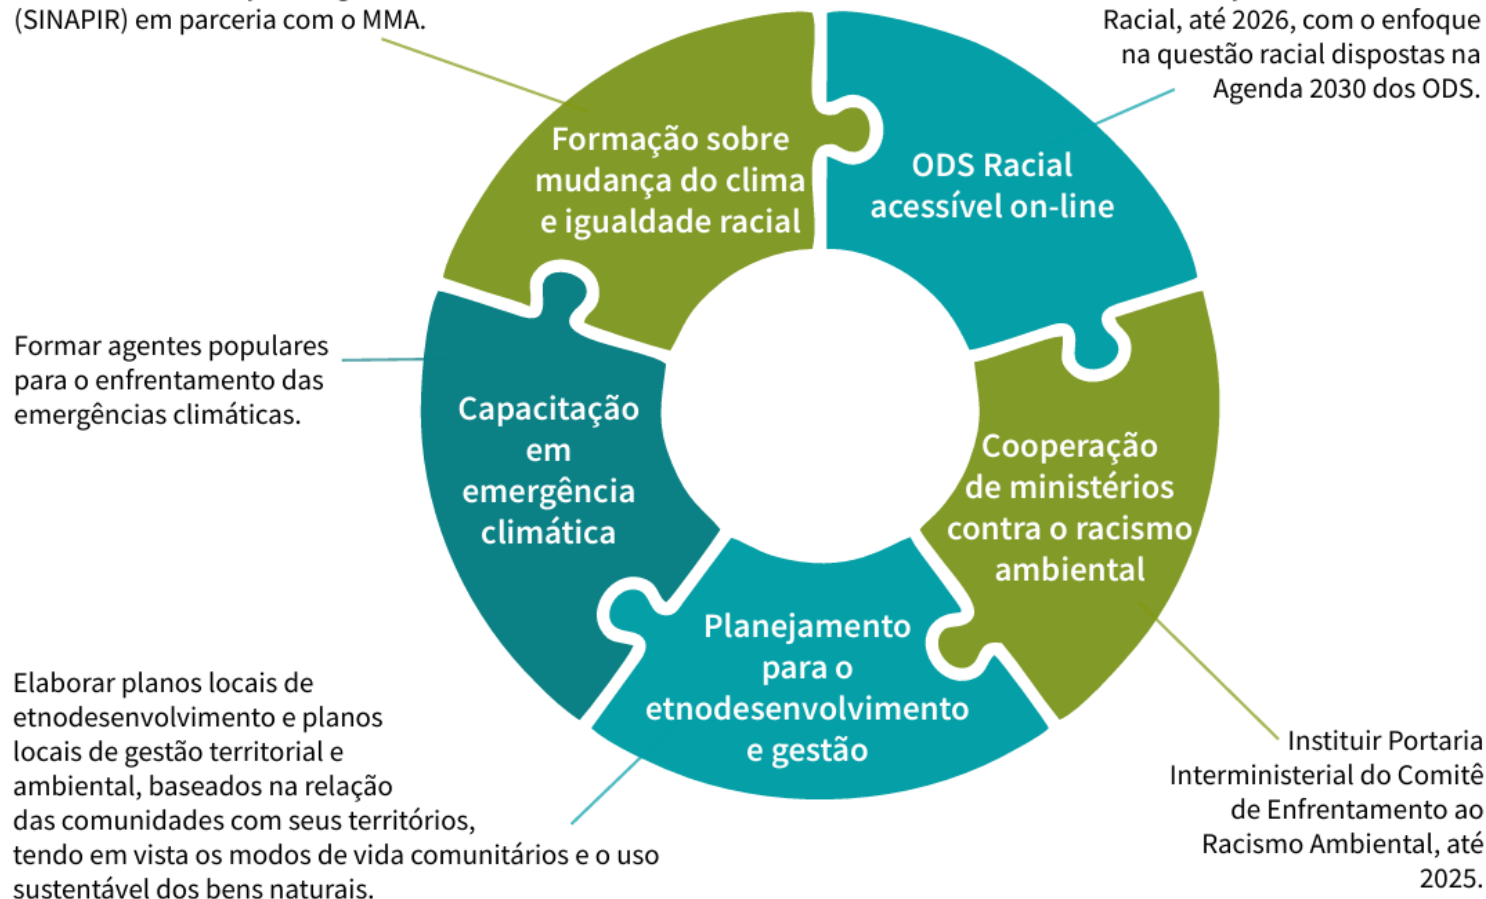 (SINAPIR) em parceria com o MMA.
Racial, até 2026, com o enfoque
na questão racial dispostas na
Agenda 2030 dos ODS.
Formação sobre
mudança do clima
e igualdade racial
ODS Racial
acessível on-line
Formar agentes populares
para o enfrentamento das
emergências climáticas.
Capacitação
em
emergência
climática
Cooperação
de ministérios
contra o racismo
ambiental
Planejamento
para o
etnodesenvolvimento
e gestão
Elaborar planos locais de
etnodesenvolvimento e planos
locais de gestão territorial e
ambiental, baseados na relação
das comunidades com seus territórios,
tendo em vista os modos de vida comunitários e o uso
sustentável dos bens naturais.
Instituir Portaria
Interministerial do Comitê
de Enfrentamento ao
Racismo Ambiental, até
2025.